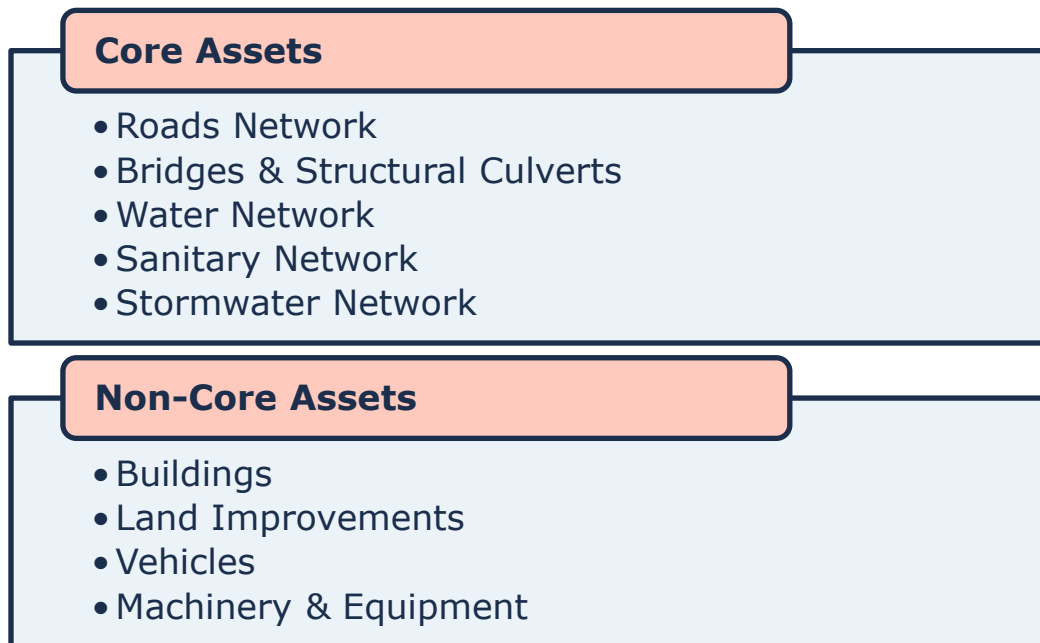 Core Assets
• Roads Network
• Bridges & Structural Culverts
• Water Network
• Sanitary Network
• Stormwater Network
Non-Core Assets
• Buildings
• Land Improvements
• Vehicles
• Machinery & Equipment